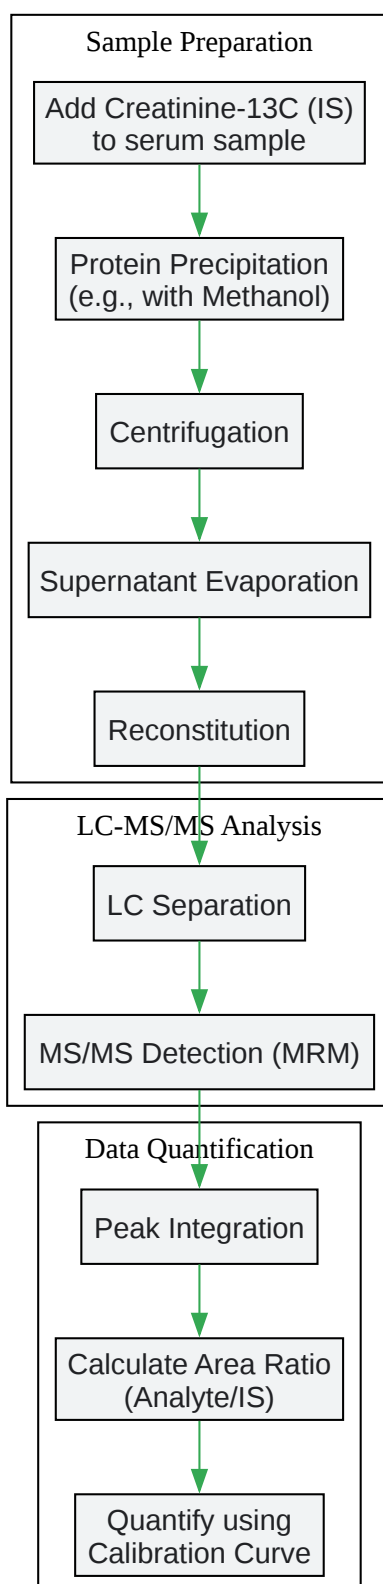 Sample Preparation
Add Creatinine-13C (IS)
to serum sample
Protein Precipitation
(e.g., with Methanol)
Centrifugation
Supernatant Evaporation
Reconstitution
LC-MS/MS Analysis
LC Separation
MS/MS Detection (MRM)
Data Quantification
Peak Integration
Calculate Area Ratio
(Analyte/IS)
Quantify using
Calibration Curve